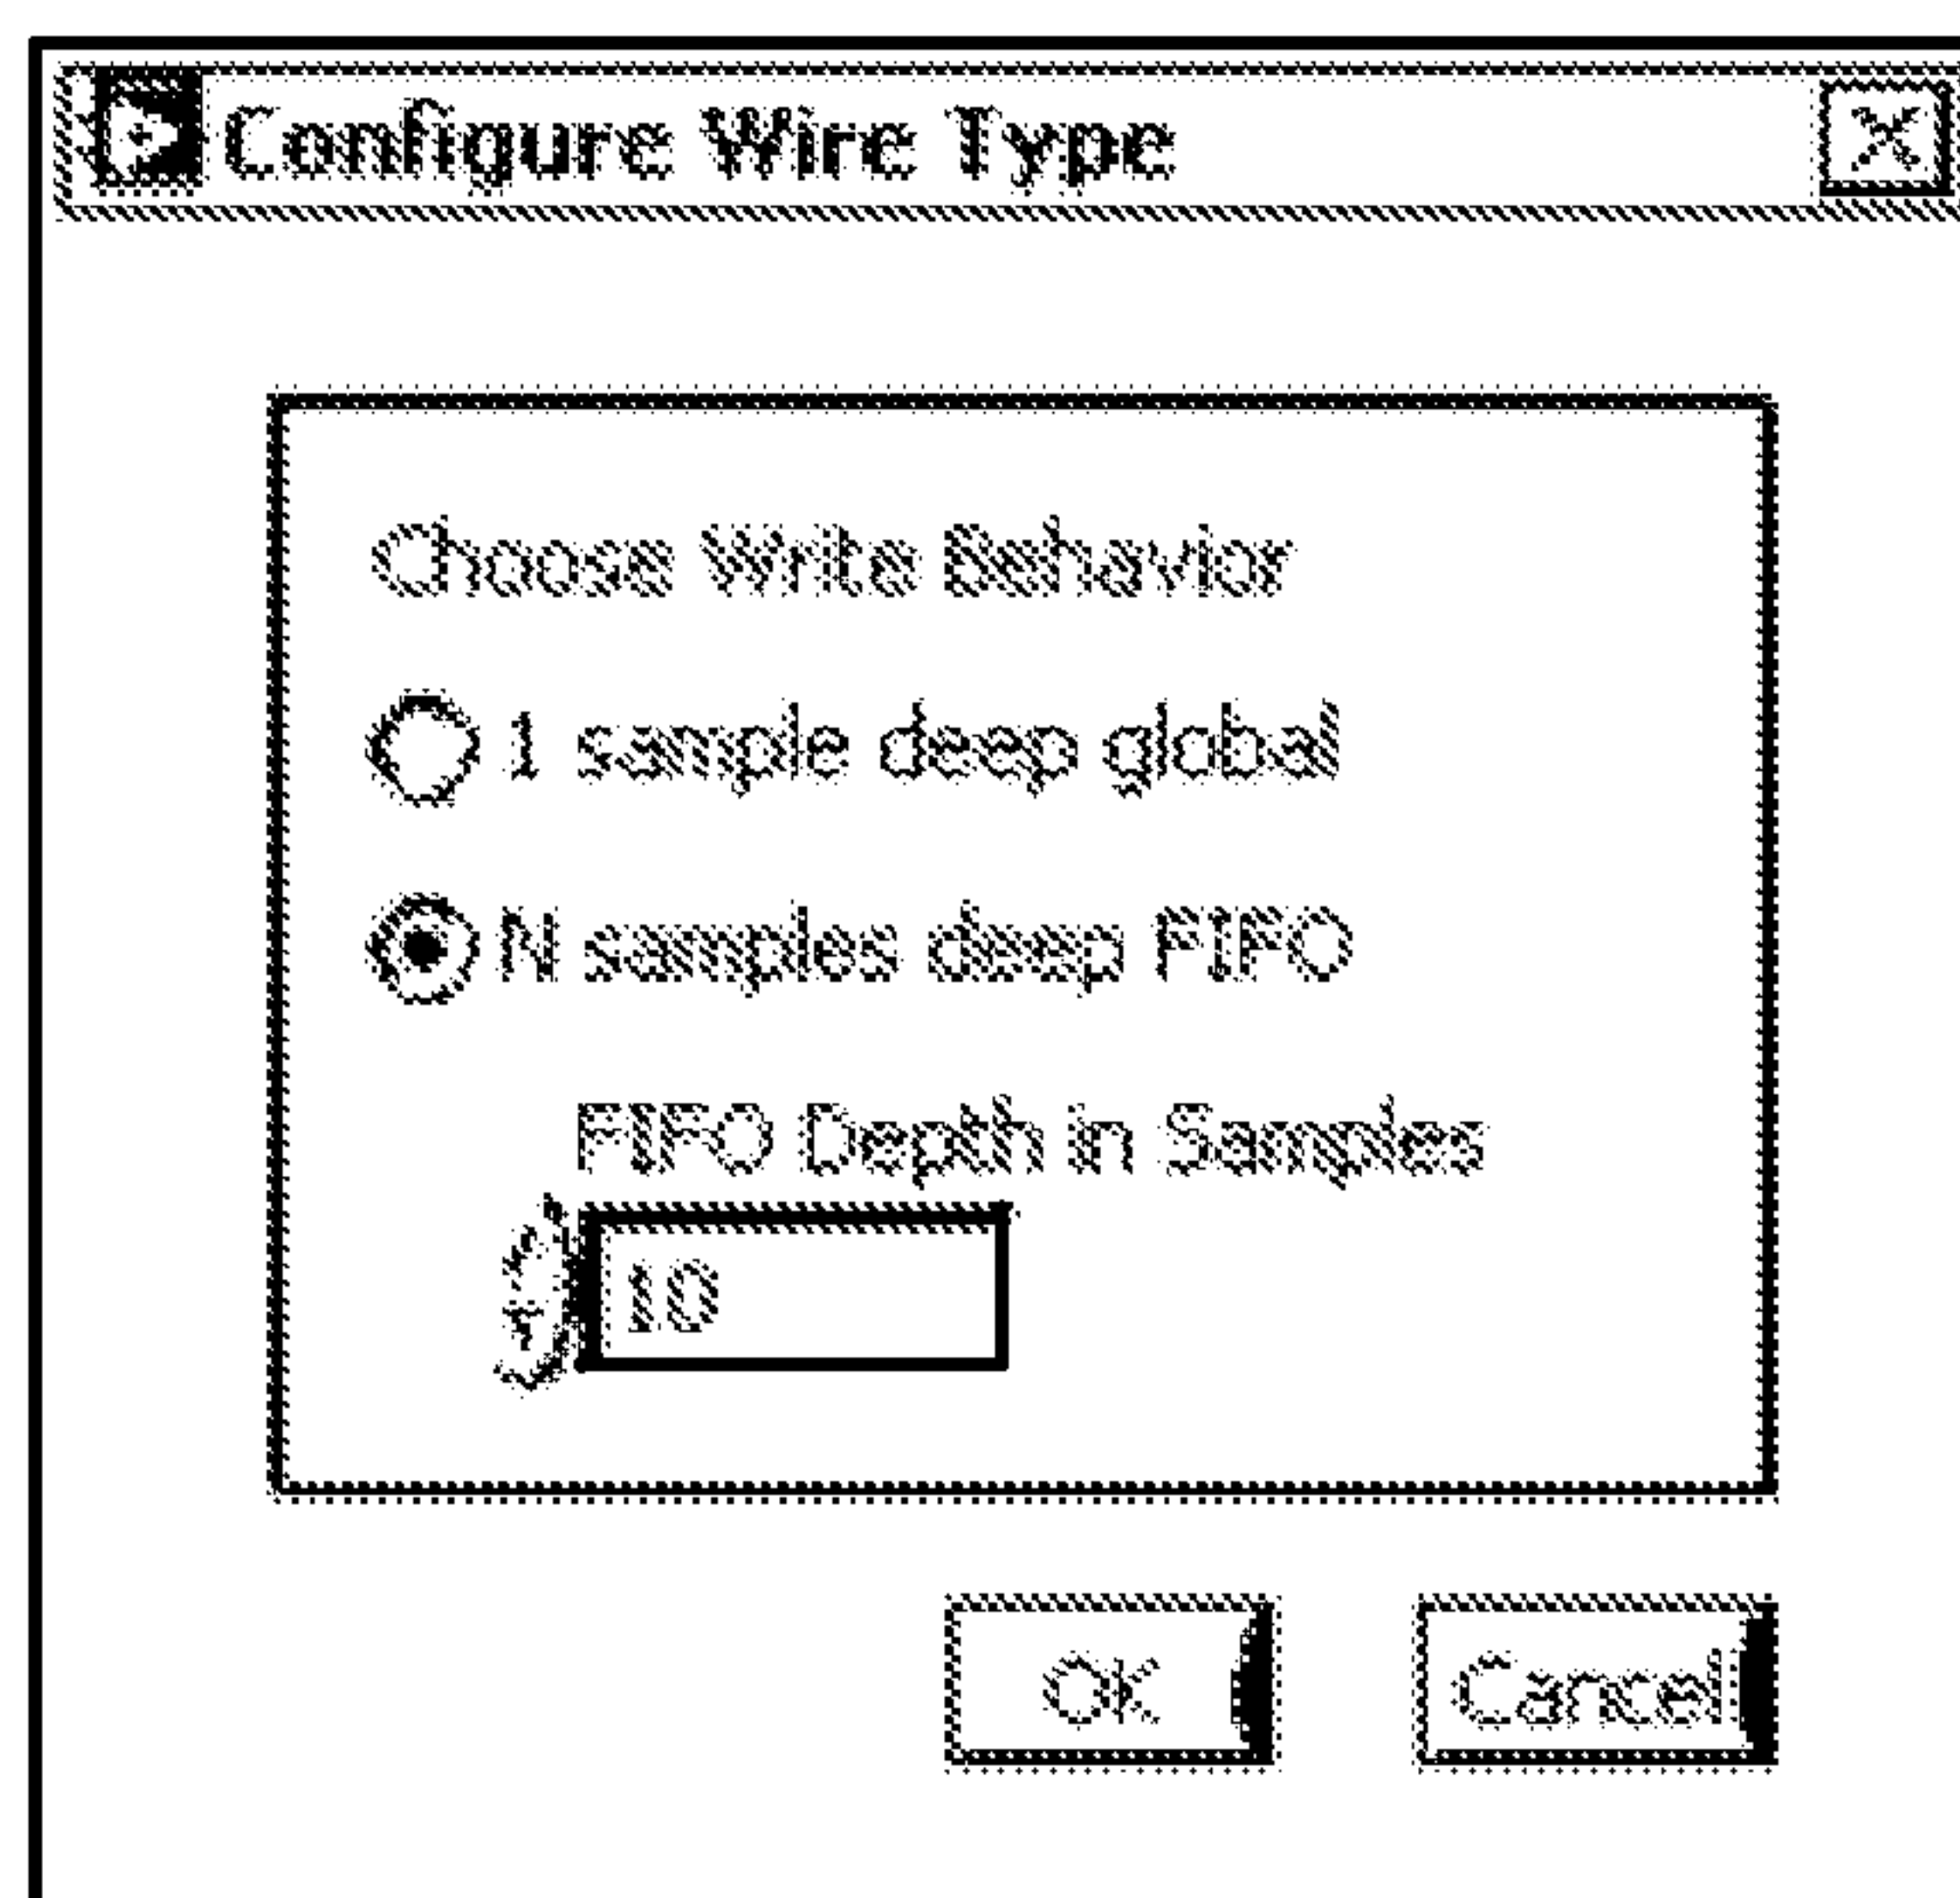 Configure Wire Type
Choose Write Behavior
1 sample deep global
N samples deep FIFO
FIFO Depth in Samples
10
OK
Cancel